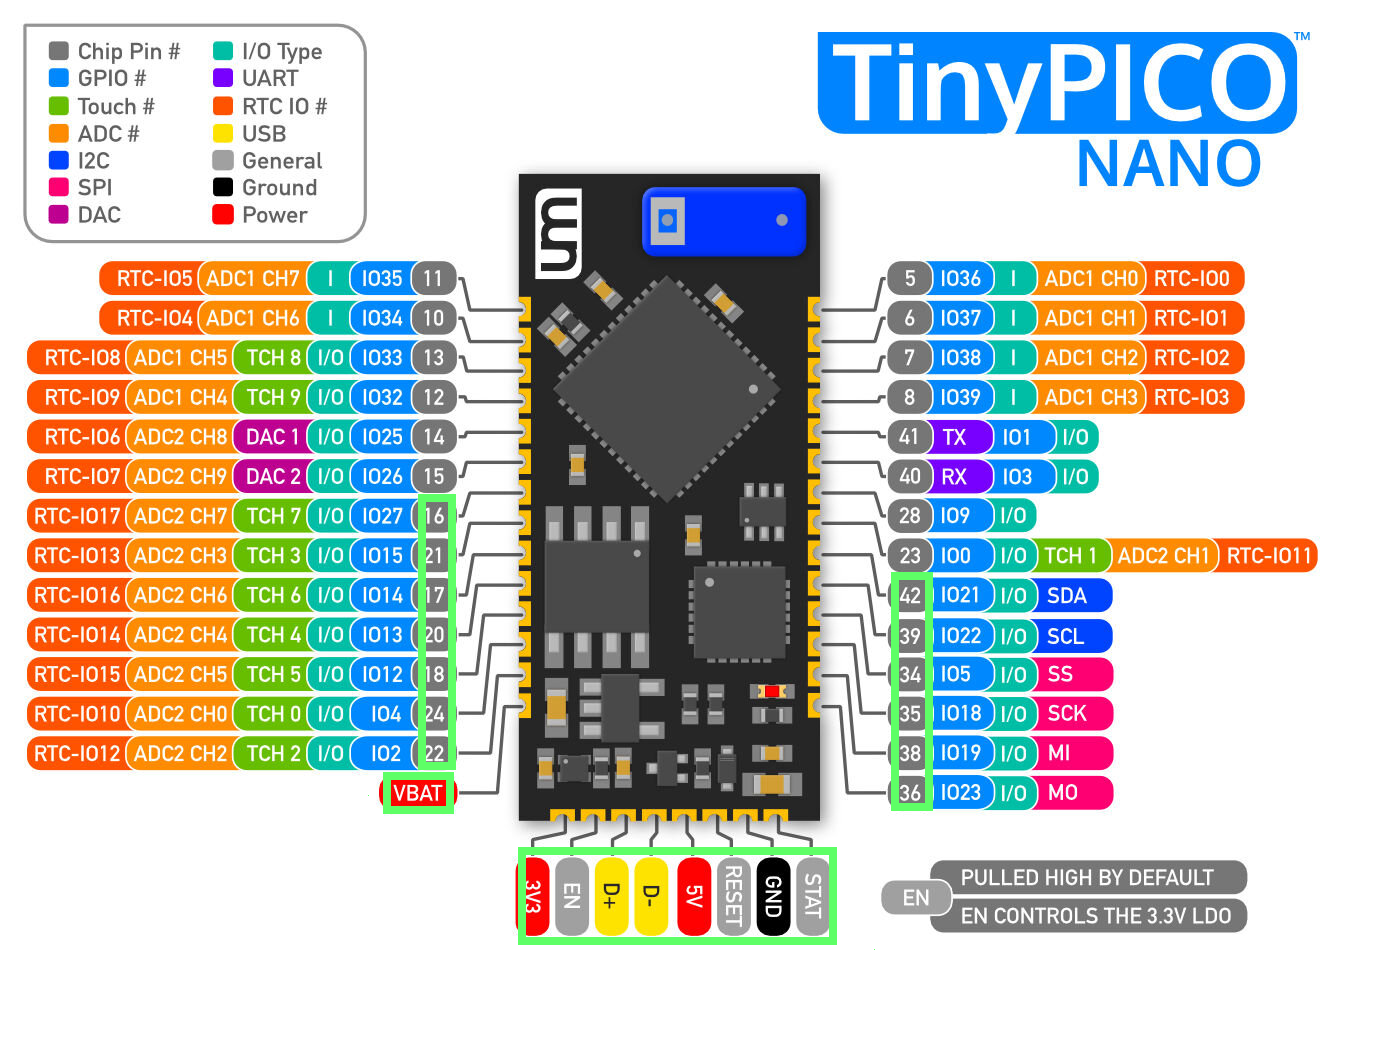 Chip Pin # I/O Type
GPIO # UART
Touch # RTC IO #
ADC # USB
I2C General
SPI Ground
DAC Power
TinyPICO™
NANO
um
RTC-IO5 ADC1 CH7 I IO35 11
RTC-IO4 ADC1 CH6 I IO34 10
RTC-IO8 ADC1 CH5 TCH 8 I/O IO33 13
RTC-IO9 ADC1 CH4 TCH 9 I/O IO32 12
RTC-IO6 ADC2 CH8 DAC 1 I/O IO25 14
RTC-IO7 ADC2 CH9 DAC 2 I/O IO26 15
RTC-IO17 ADC2 CH7 TCH 7 I/O IO27 16
RTC-IO13 ADC2 CH3 TCH 3 I/O IO15 21
RTC-IO16 ADC2 CH6 TCH 6 I/O IO14 17
RTC-IO14 ADC2 CH4 TCH 4 I/O IO13 20
RTC-IO15 ADC2 CH5 TCH 5 I/O IO12 18
RTC-IO10 ADC2 CH0 TCH 0 I/O IO4 24
RTC-IO12 ADC2 CH2 TCH 2 I/O IO2 22
VBAT
5 IO36 I ADC1 CH0 RTC-IO0
6 IO37 I ADC1 CH1 RTC-IO1
7 IO38 I ADC1 CH2 RTC-IO2
8 IO39 I ADC1 CH3 RTC-IO3
41 TX IO1 I/O
40 RX IO3 I/O
28 IO9 I/O
23 IO0 I/O TCH 1 ADC2 CH1 RTC-IO11
42 IO21 I/O SDA
39 IO22 I/O SCL
34 IO5 I/O SS
35 IO18 I/O SCK
38 IO19 I/O MI
36 IO23 I/O MO
3V3 EN D+ D- 5V RESET GND STAT
EN
PULLED HIGH BY DEFAULT
EN CONTROLS THE 3.3V LDO